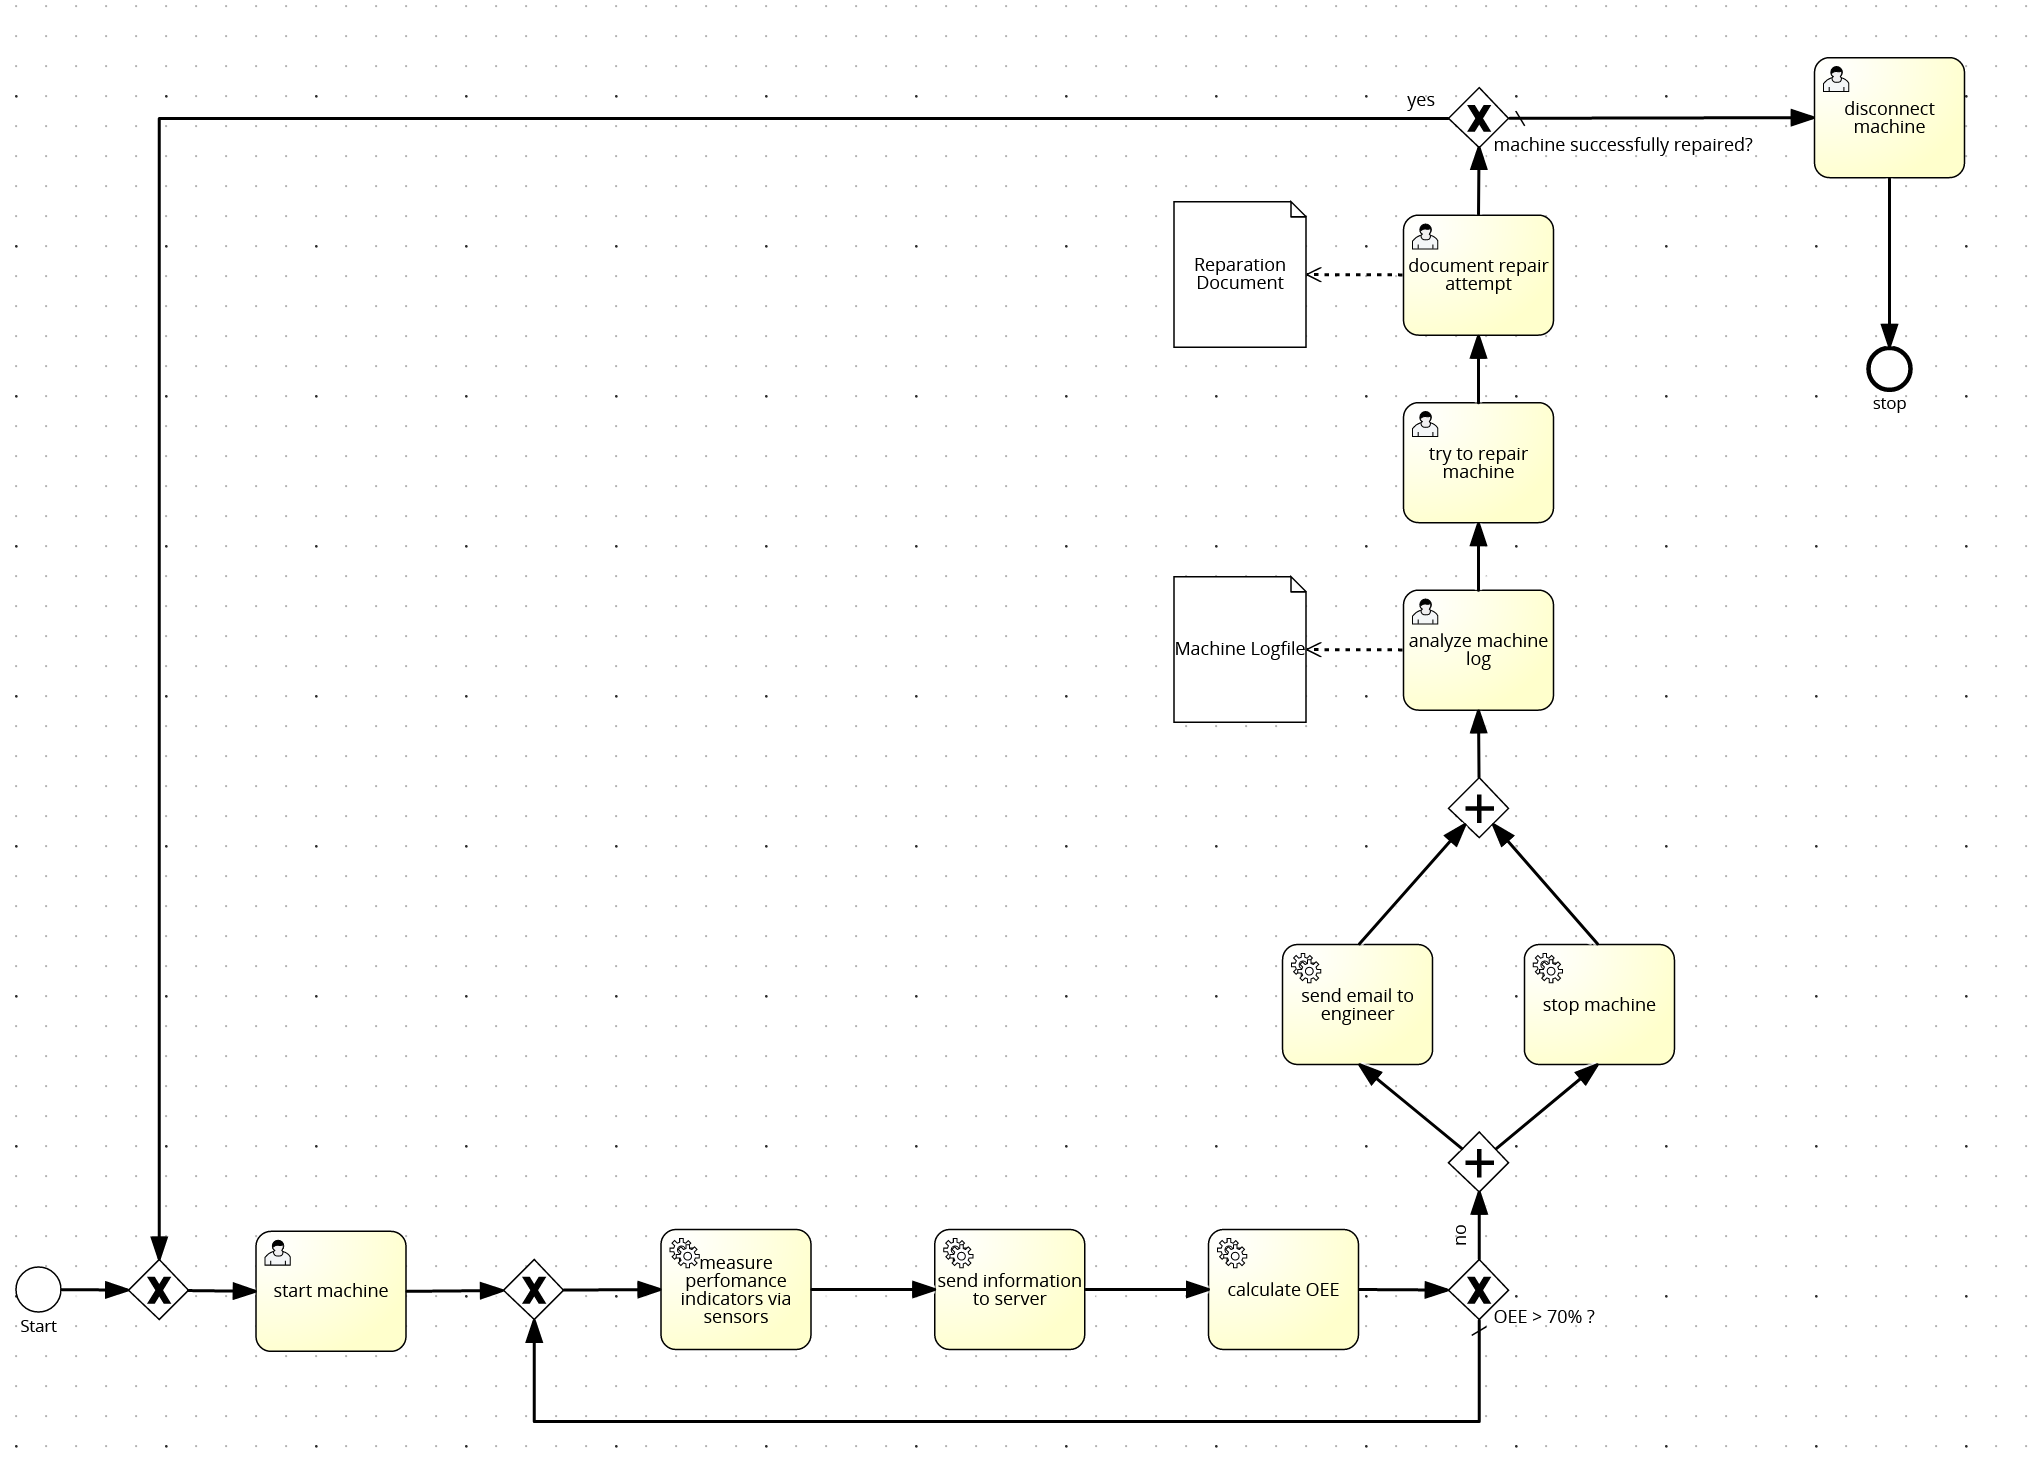 yes
disconnect
machine
machine successfully repaired?
Reparation
Document
document repair
attempt
stop
try to repair
machine
Machine Logfile
analyze machine
log
send email to
engineer
stop machine
no
Start
start machine
measure
perfomance
indicators via
sensors
send information
to server
calculate OEE
OEE > 70% ?